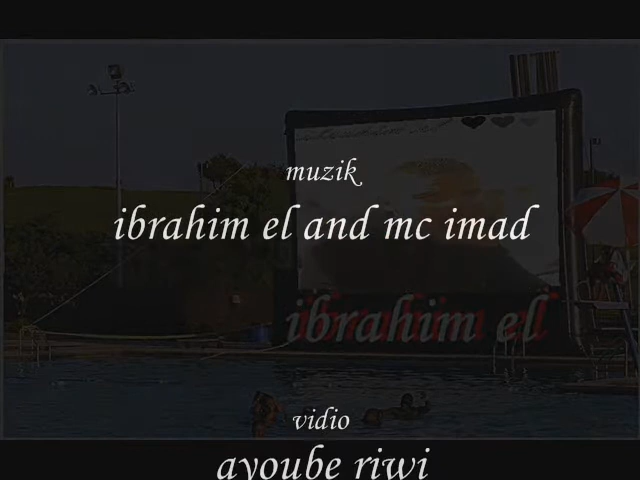 muzik
ibrahim el and mc imad
ibrahim el
vidio
ayoube riwi